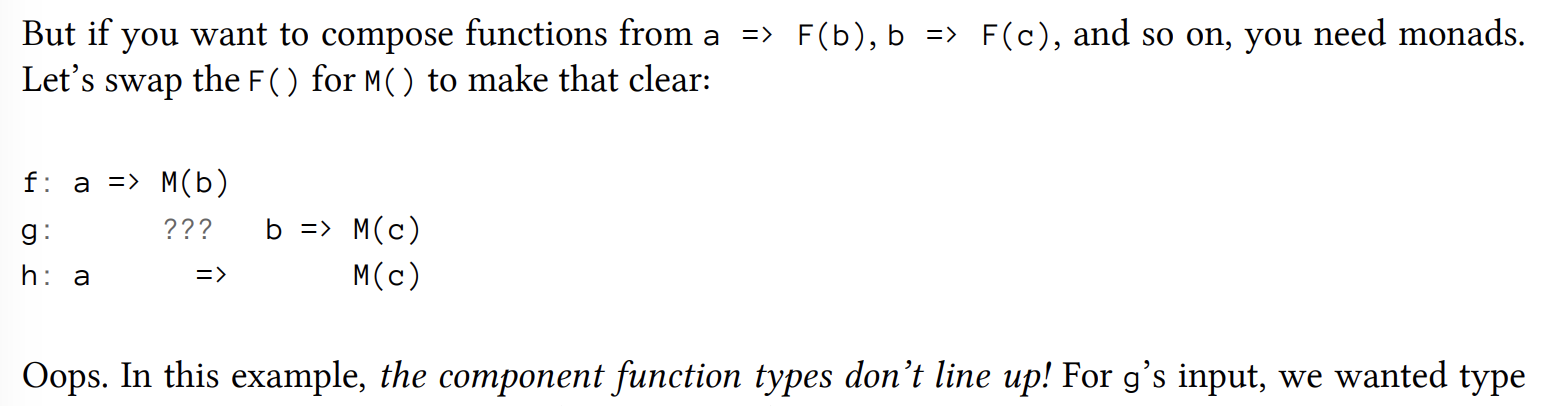 But if you want to compose functions from a => F(b), b => F(c), and so on, you need monads.
Let’s swap the F() for M() to make that clear:
f: a => M(b)
g:        ???   b => M(c)
h: a      =>        M(c)
Oops. In this example, the component function types don’t line up! For g’s input, we wanted type